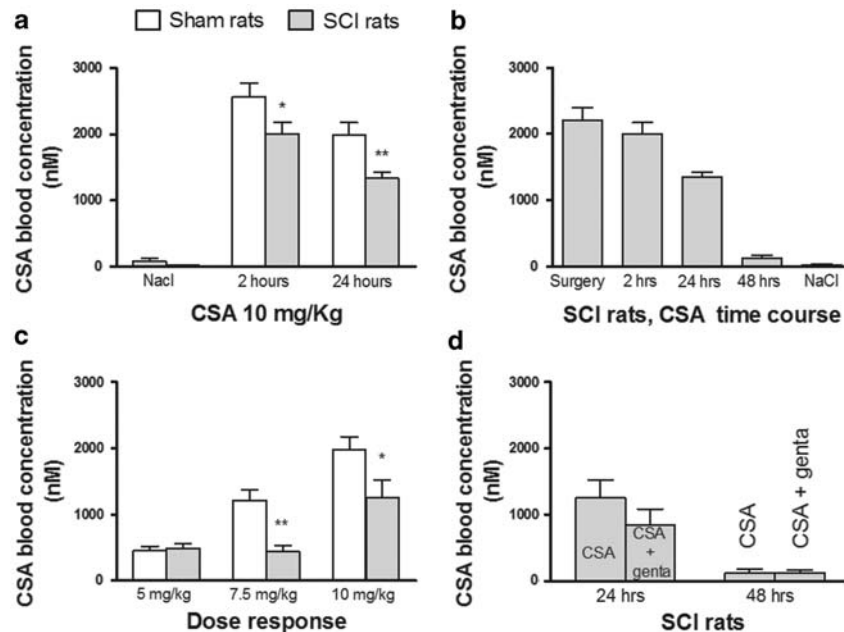 a
Sham rats SCI rats
CSA blood concentration
(nM)
3000
2000
1000
0
*
**
Nacl 2 hours 24 hours
CSA 10 mg/Kg
b
CSA blood concentration
(nM)
3000
2000
1000
0
Surgery 2 hrs 24 hrs 48 hrs NaCl
SCI rats, CSA time course
c
CSA blood concentration
(nM)
3000
2000
1000
0
**
*
5 mg/kg 7.5 mg/kg 10 mg/kg
Dose response
d
CSA blood concentration
(nM)
3000
2000
1000
0
CSA
CSA
+
genta
CSA
CSA + genta
24 hrs 48 hrs
SCI rats